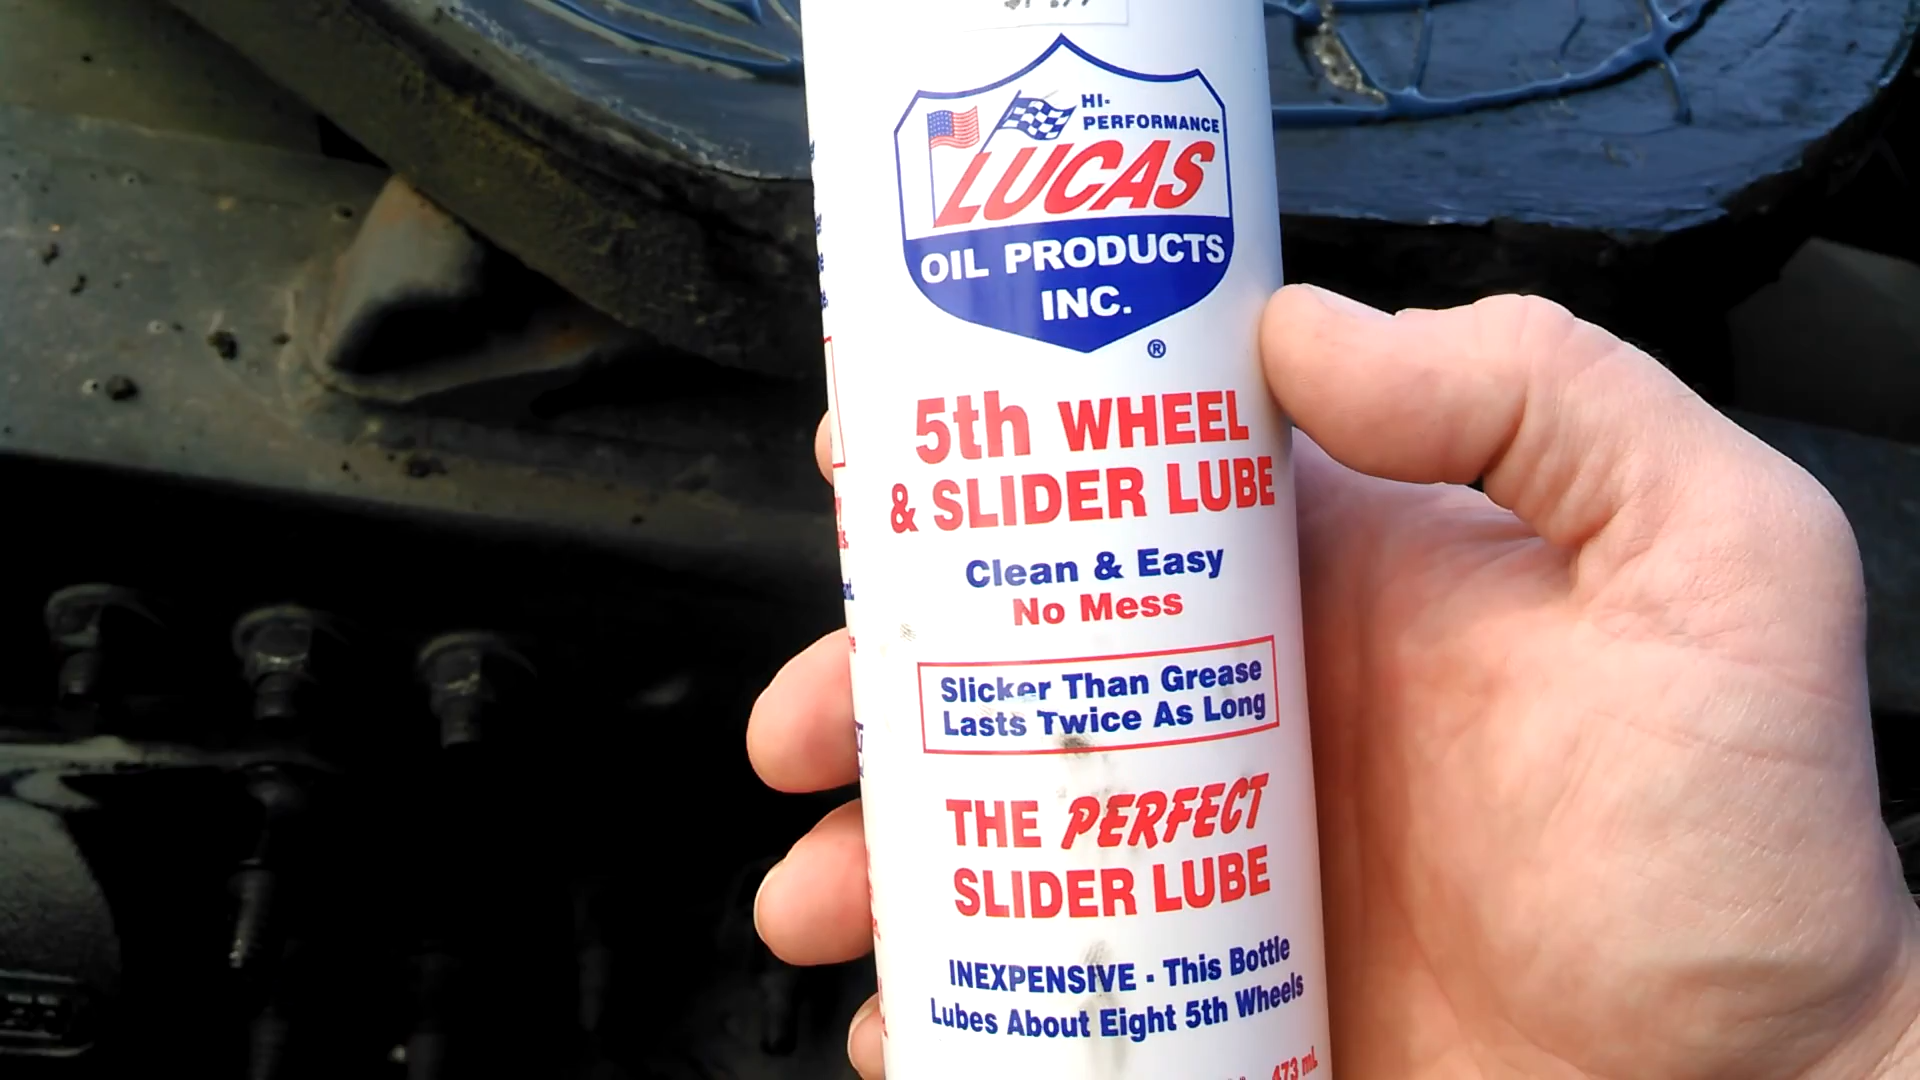 HI-
PERFORMANCE
LUCAS
OIL PRODUCTS
INC.
®
5th WHEEL
& SLIDER LUBE
Clean & Easy
No Mess
Slicker Than Grease
Lasts Twice As Long
THE PERFECT
SLIDER LUBE
INEXPENSIVE - This Bottle
Lubes About Eight 5th Wheels
473 mL